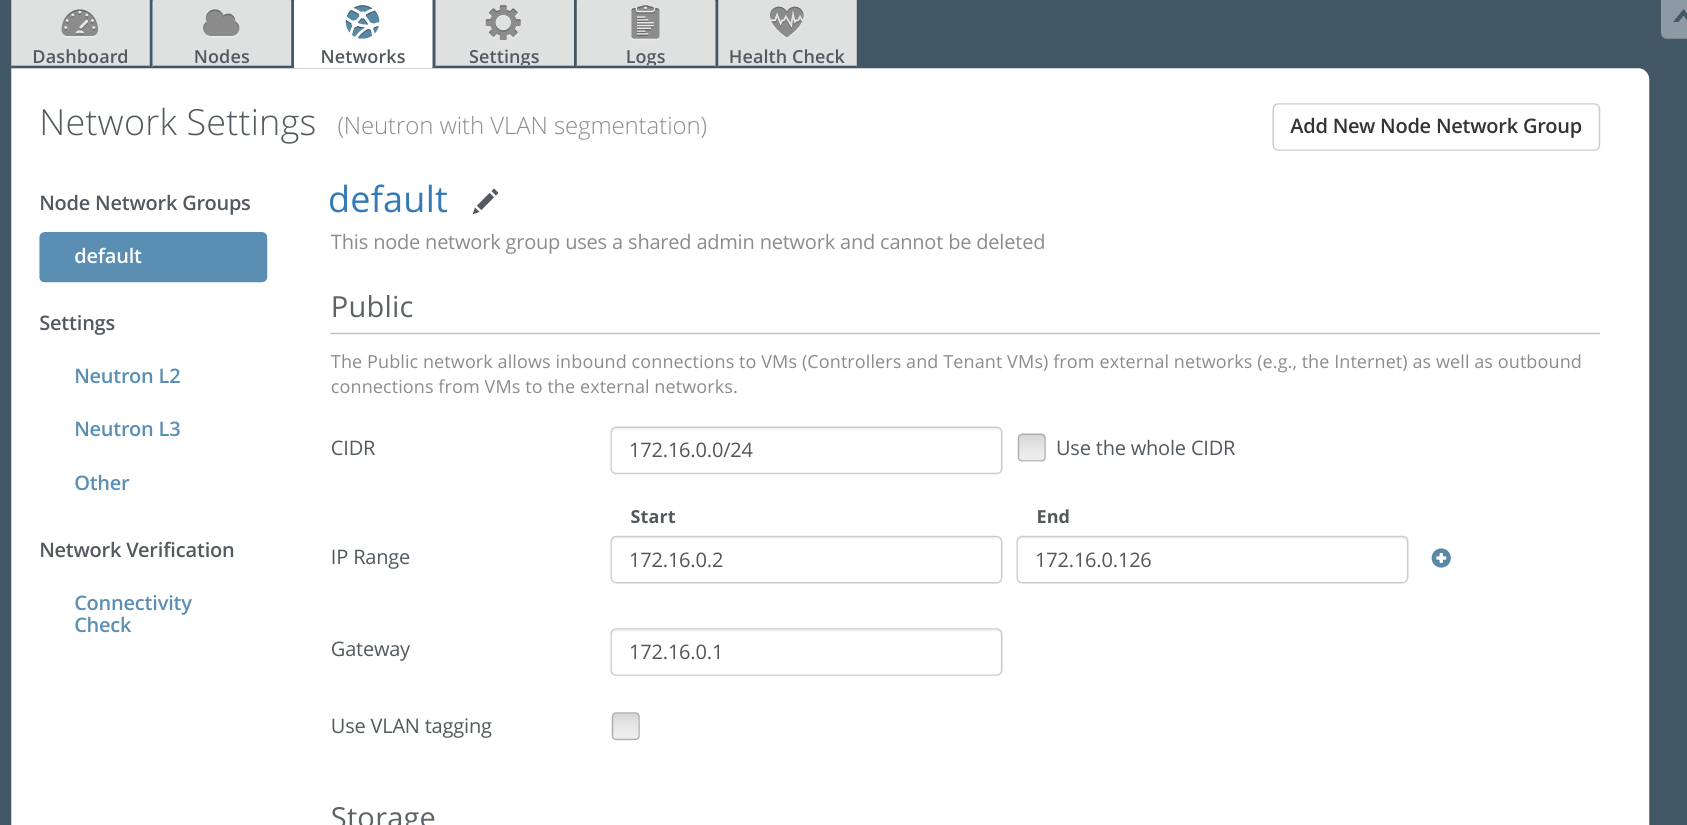 Dashboard
Nodes
Networks
Settings
Logs
Health Check
Network Settings (Neutron with VLAN segmentation)
Add New Node Network Group
Node Network Groups
default
Settings
Neutron L2
Neutron L3
Other
Network Verification
Connectivity
Check
default
This node network group uses a shared admin network and cannot be deleted
Public
The Public network allows inbound connections to VMs (Controllers and Tenant VMs) from external networks (e.g., the Internet) as well as outbound
connections from VMs to the external networks.
CIDR
172.16.0.0/24
Use the whole CIDR
Start
End
IP Range
172.16.0.2
172.16.0.126
Gateway
172.16.0.1
Use VLAN tagging
Storage